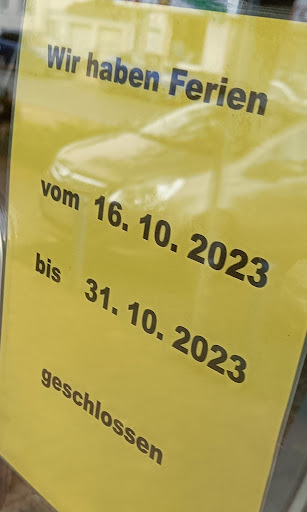 Wir haben Ferien
vom 16. 10. 2023
bis 31. 10. 2023
geschlossen